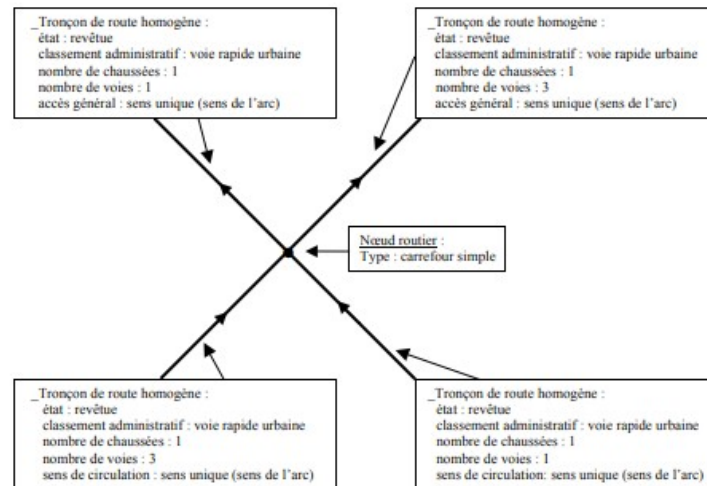 _Tronçon de route homogène :
état : revêtue
classement administratif : voie rapide urbaine
nombre de chaussées : 1
nombre de voies : 1
accès général : sens unique (sens de l'arc)
_Tronçon de route homogène :
état : revêtue
classement administratif : voie rapide urbaine
nombre de chaussées : 1
nombre de voies : 3
accès général : sens unique (sens de l'arc)
Nœud routier :
Type : carrefour simple
_Tronçon de route homogène :
état : revêtue
classement administratif : voie rapide urbaine
nombre de chaussées : 1
nombre de voies : 3
sens de circulation : sens unique (sens de l'arc)
_Tronçon de route homogène :
état : revêtue
classement administratif : voie rapide urbaine
nombre de chaussées : 1
nombre de voies : 1
sens de circulation: sens unique (sens de l'arc)